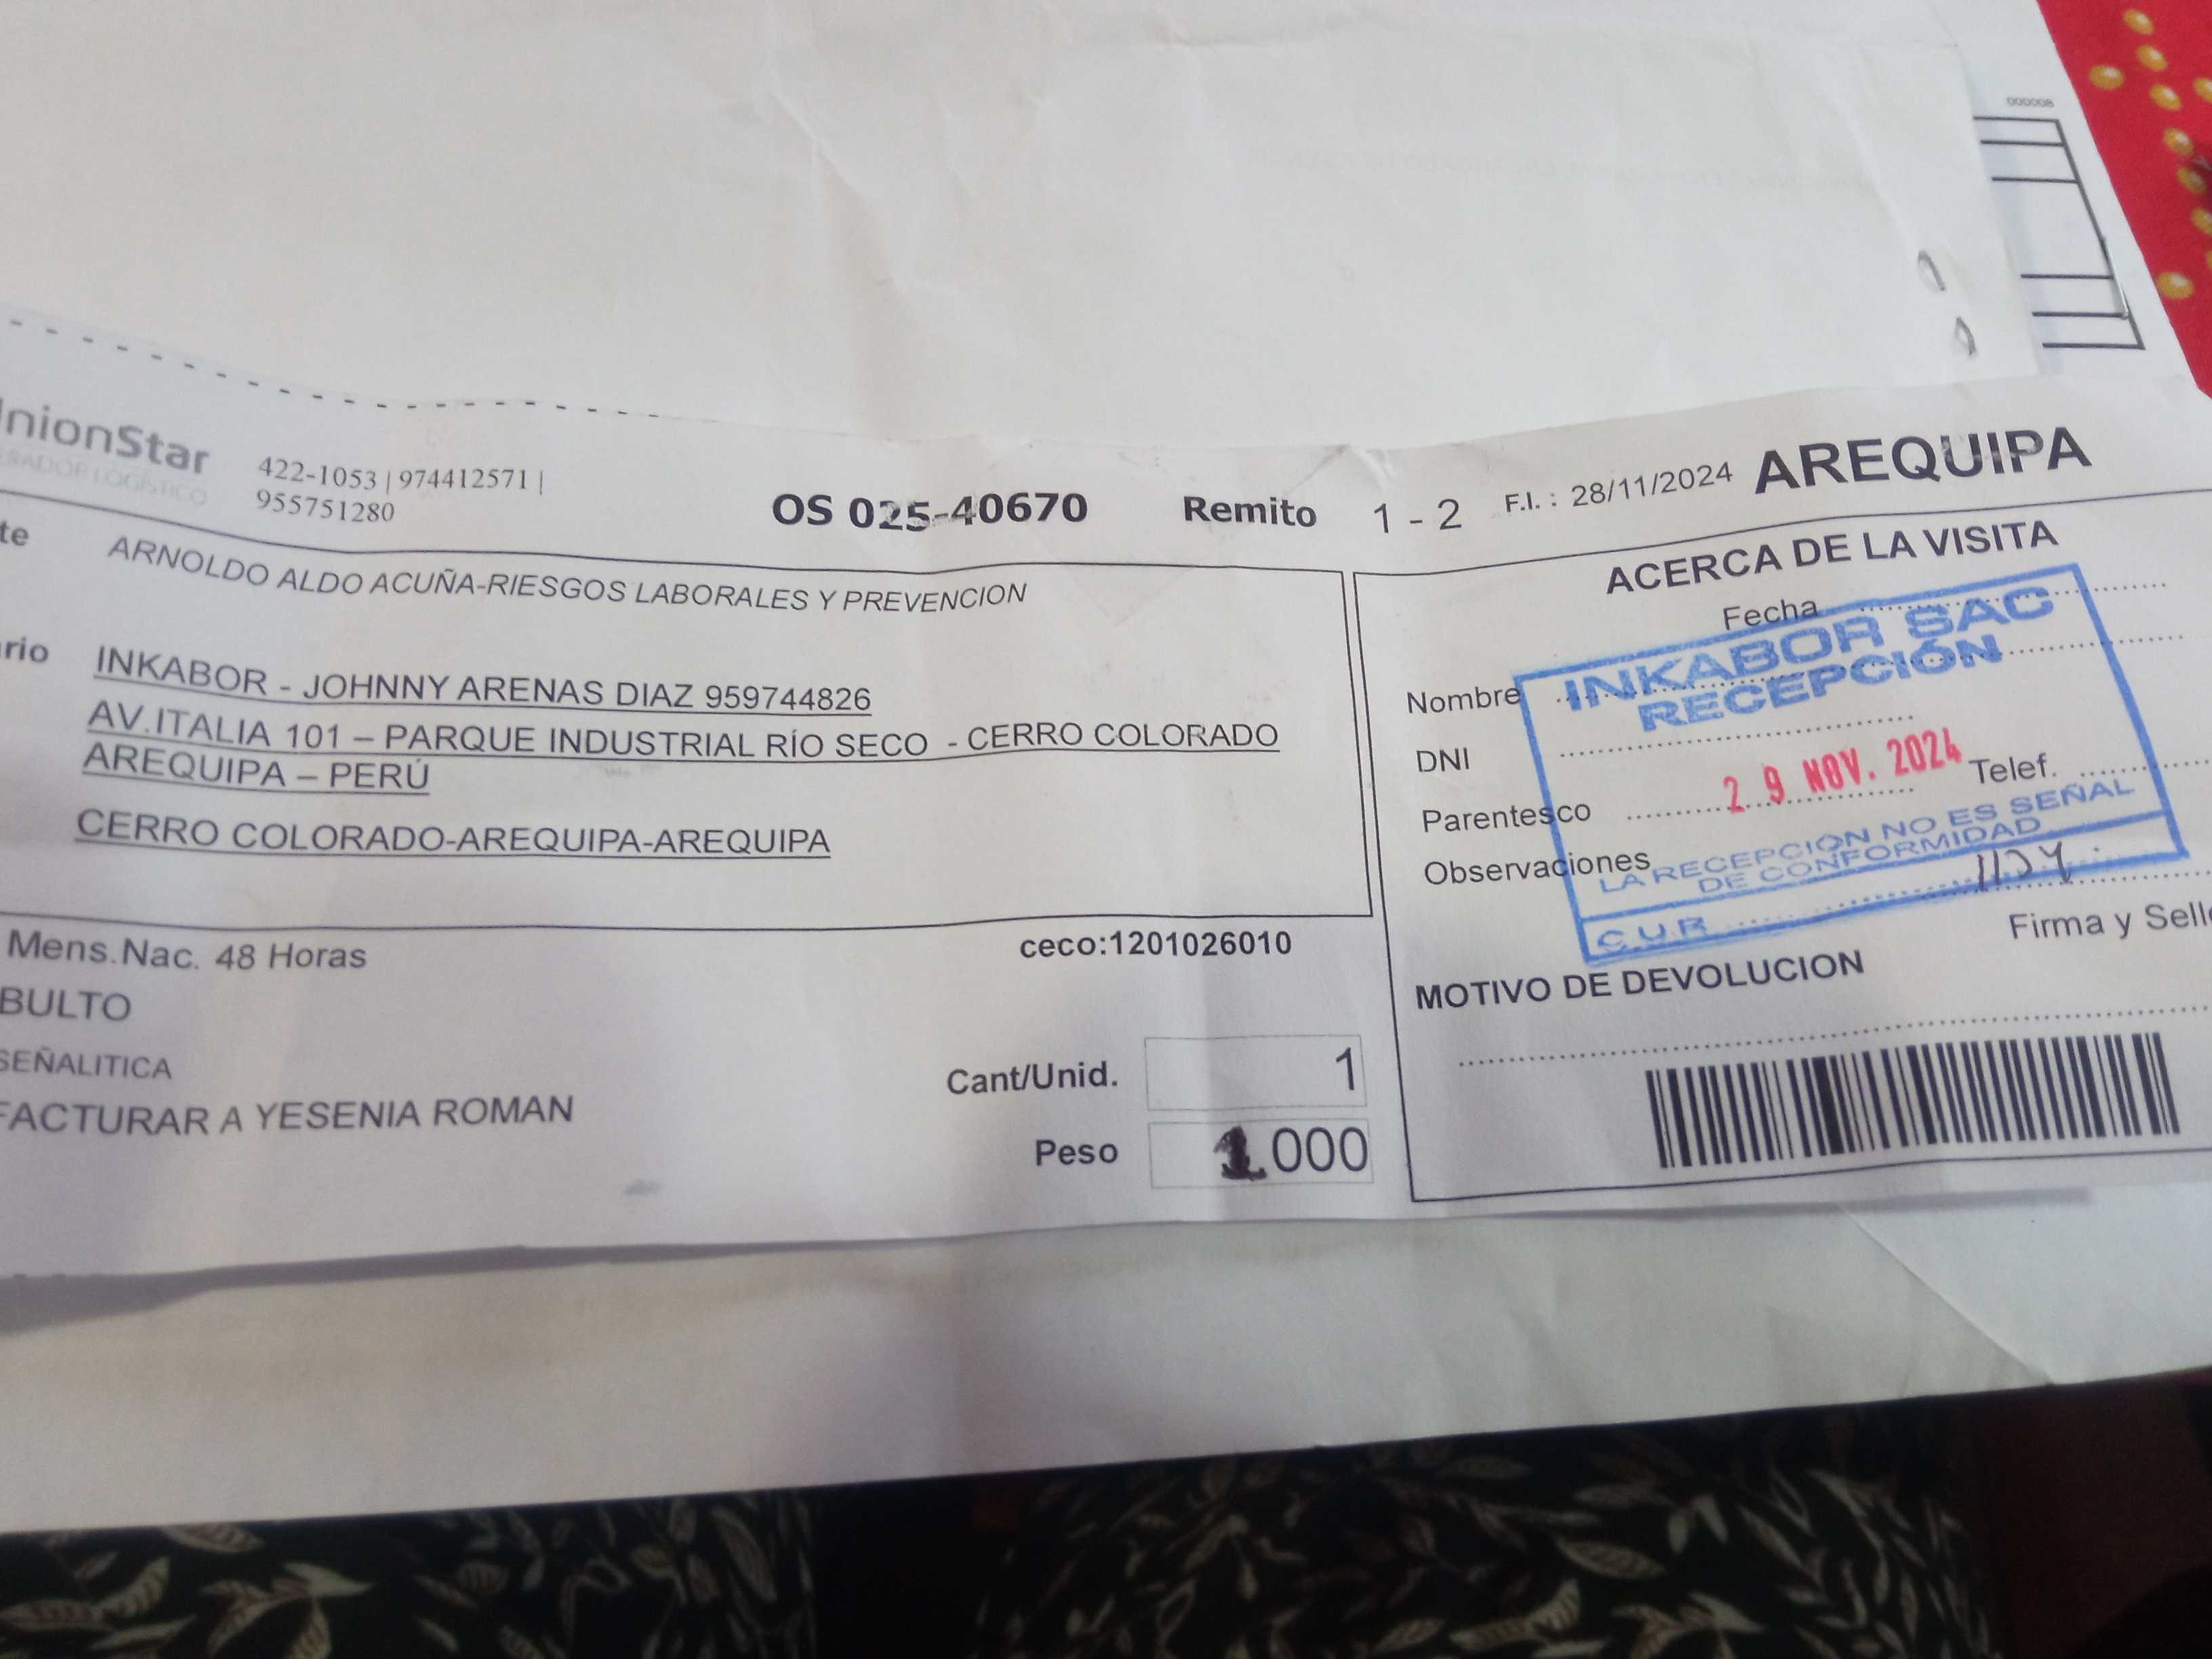 000008
UnionStar
OPERADOR LOGÍSTICO
422-1053 | 974412571 |
955751280
OS 025-40670 Remito 1 - 2 F.I. : 28/11/2024 AREQUIPA
te ARNOLDO ALDO ACUÑA-RIESGOS LABORALES Y PREVENCION
rio INKABOR - JOHNNY ARENAS DIAZ 959744826
AV.ITALIA 101 – PARQUE INDUSTRIAL RÍO SECO - CERRO COLORADO
AREQUIPA – PERÚ
CERRO COLORADO-AREQUIPA-AREQUIPA
Mens.Nac. 48 Horas ceco:1201026010
BULTO
SEÑALITICA
FACTURAR A YESENIA ROMAN
Cant/Unid. 1
Peso 1.000
ACERCA DE LA VISITA
Fecha
Nombre
DNI
Parentesco Telef.
Observaciones
Firma y Sell
INKABOR SAC
RECEPCIÓN
29 NOV. 2024
LA RECEPCIÓN NO ES SEÑAL
DE CONFORMIDAD
C.U.R
MOTIVO DE DEVOLUCION